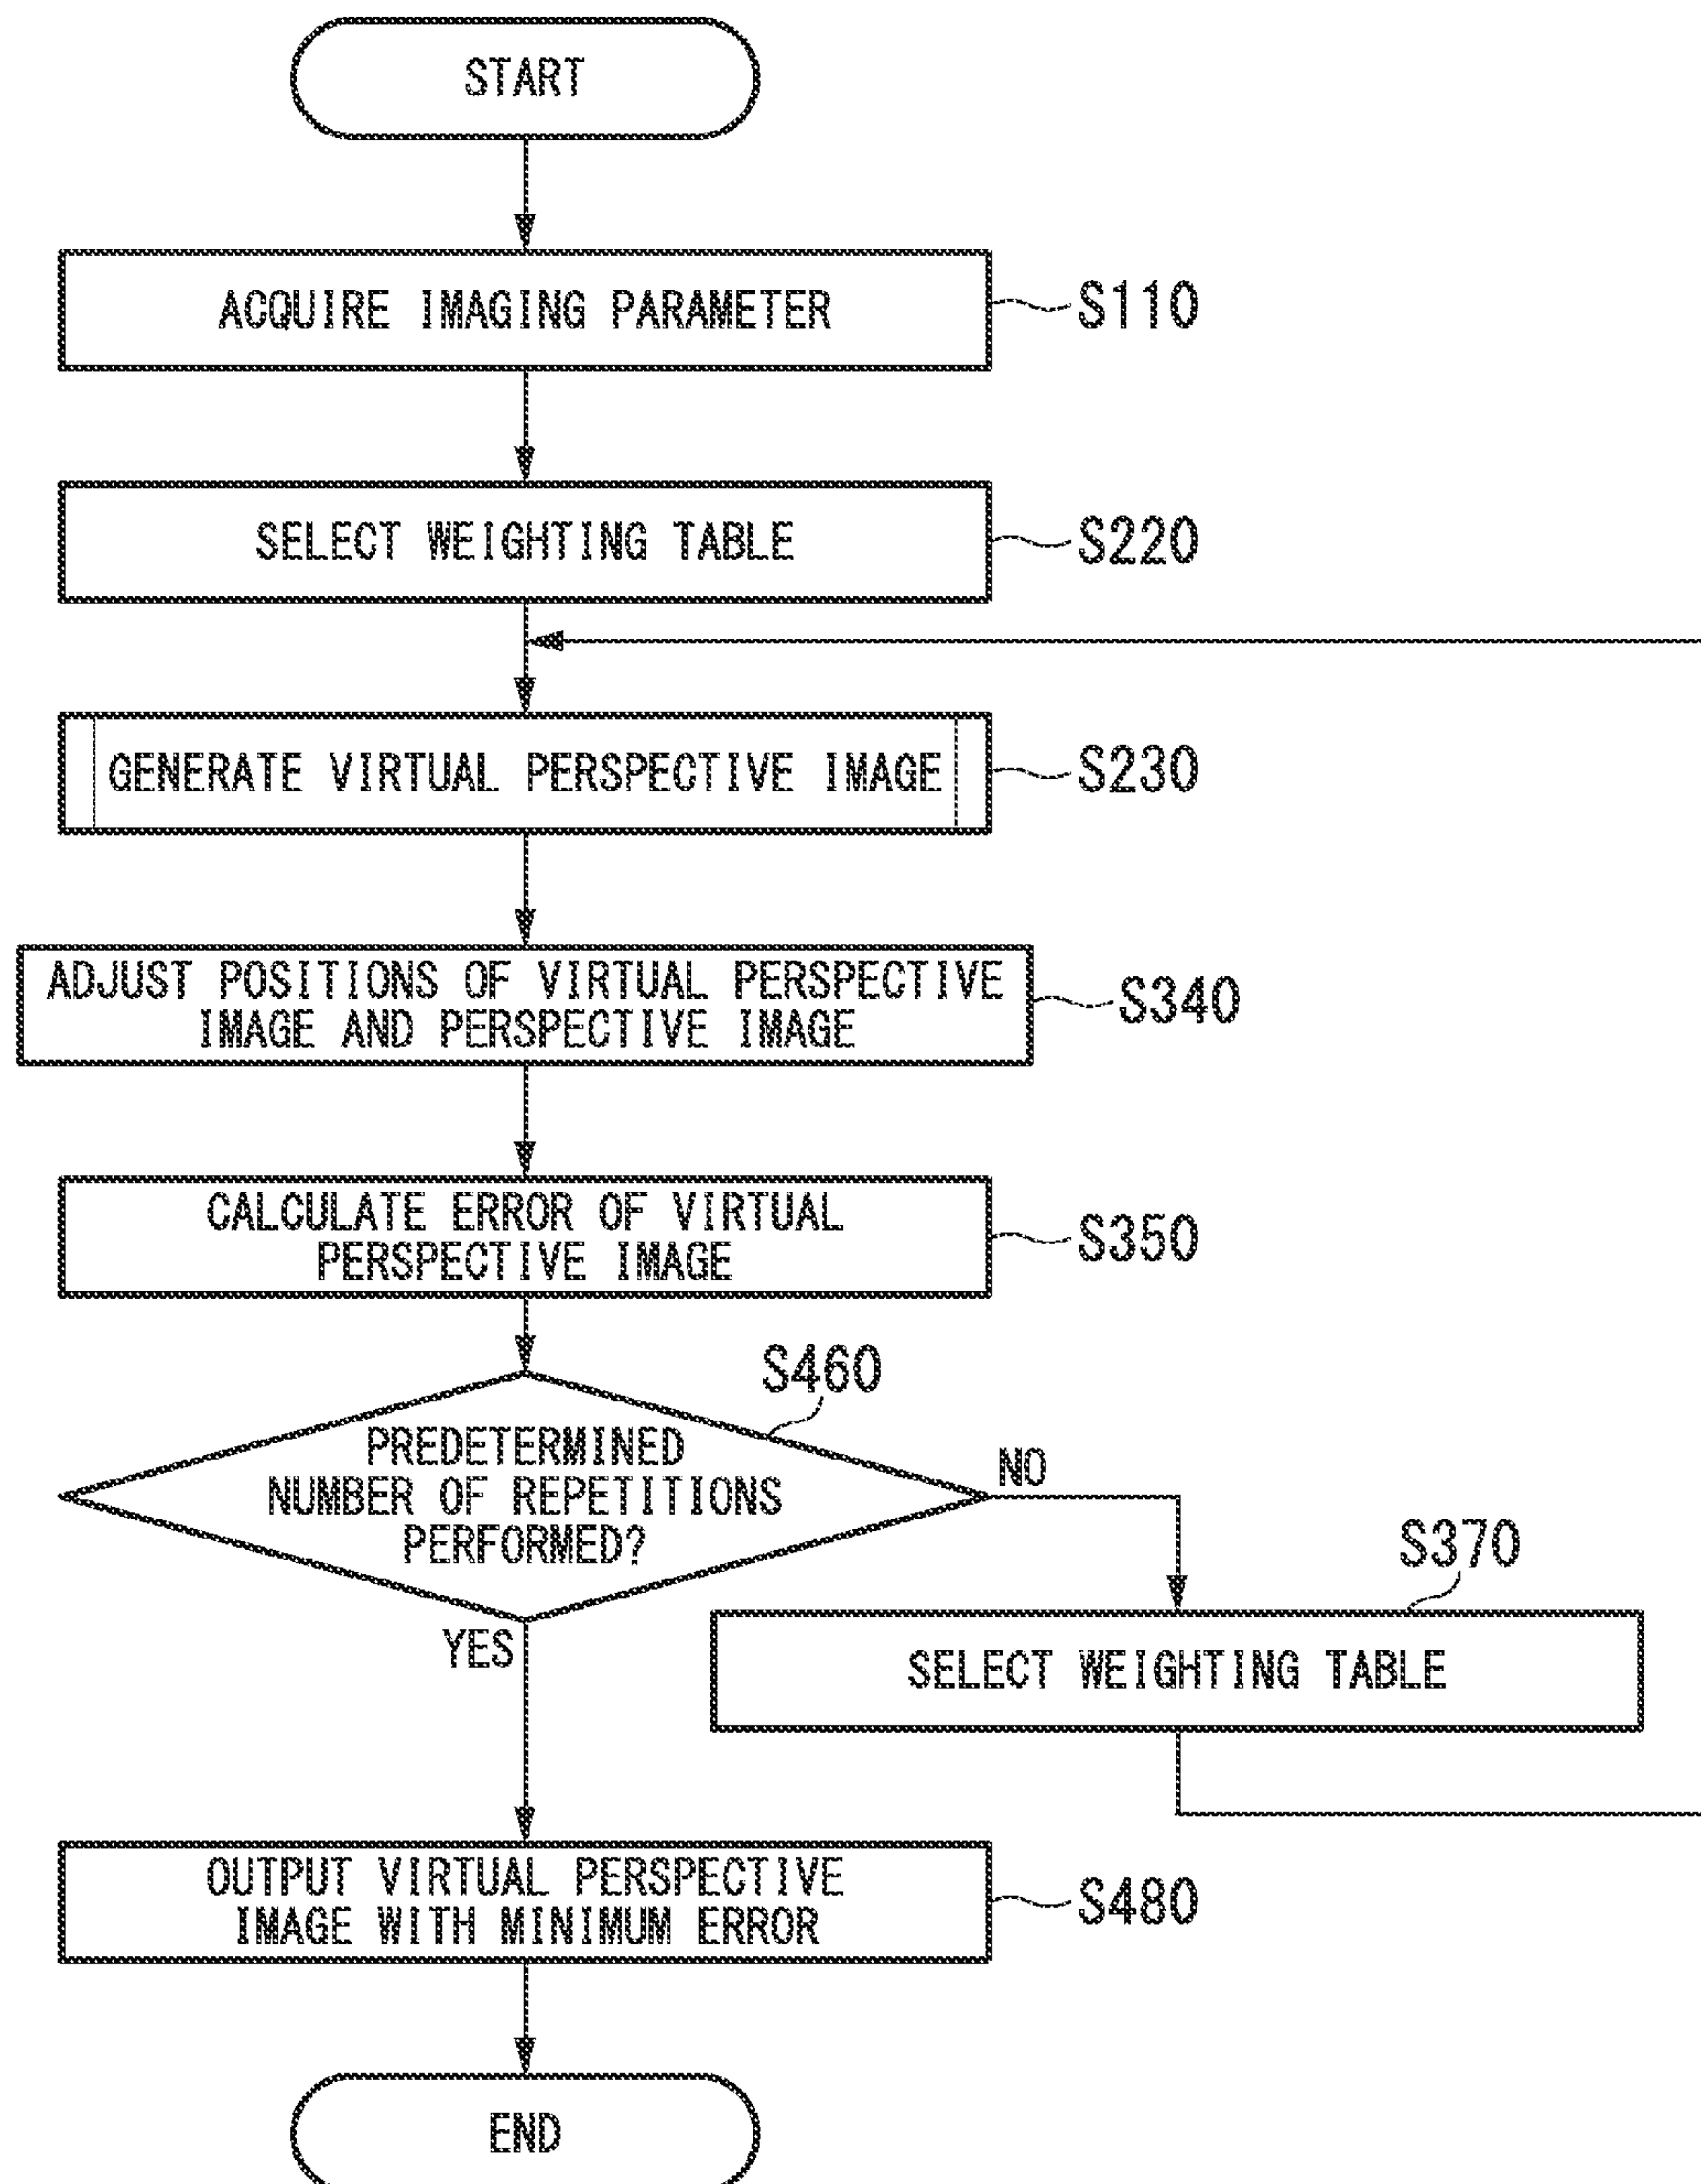 START
ACQUIRE IMAGING PARAMETER
S110
SELECT WEIGHTING TABLE
S220
GENERATE VIRTUAL PERSPECTIVE IMAGE
S230
ADJUST POSITIONS OF VIRTUAL PERSPECTIVE
IMAGE AND PERSPECTIVE IMAGE
S340
CALCULATE ERROR OF VIRTUAL
PERSPECTIVE IMAGE
S350
S460
PREDETERMINED
NUMBER OF REPETITIONS
PERFORMED?
NO
YES
S370
SELECT WEIGHTING TABLE
OUTPUT VIRTUAL PERSPECTIVE
IMAGE WITH MINIMUM ERROR
S480
END